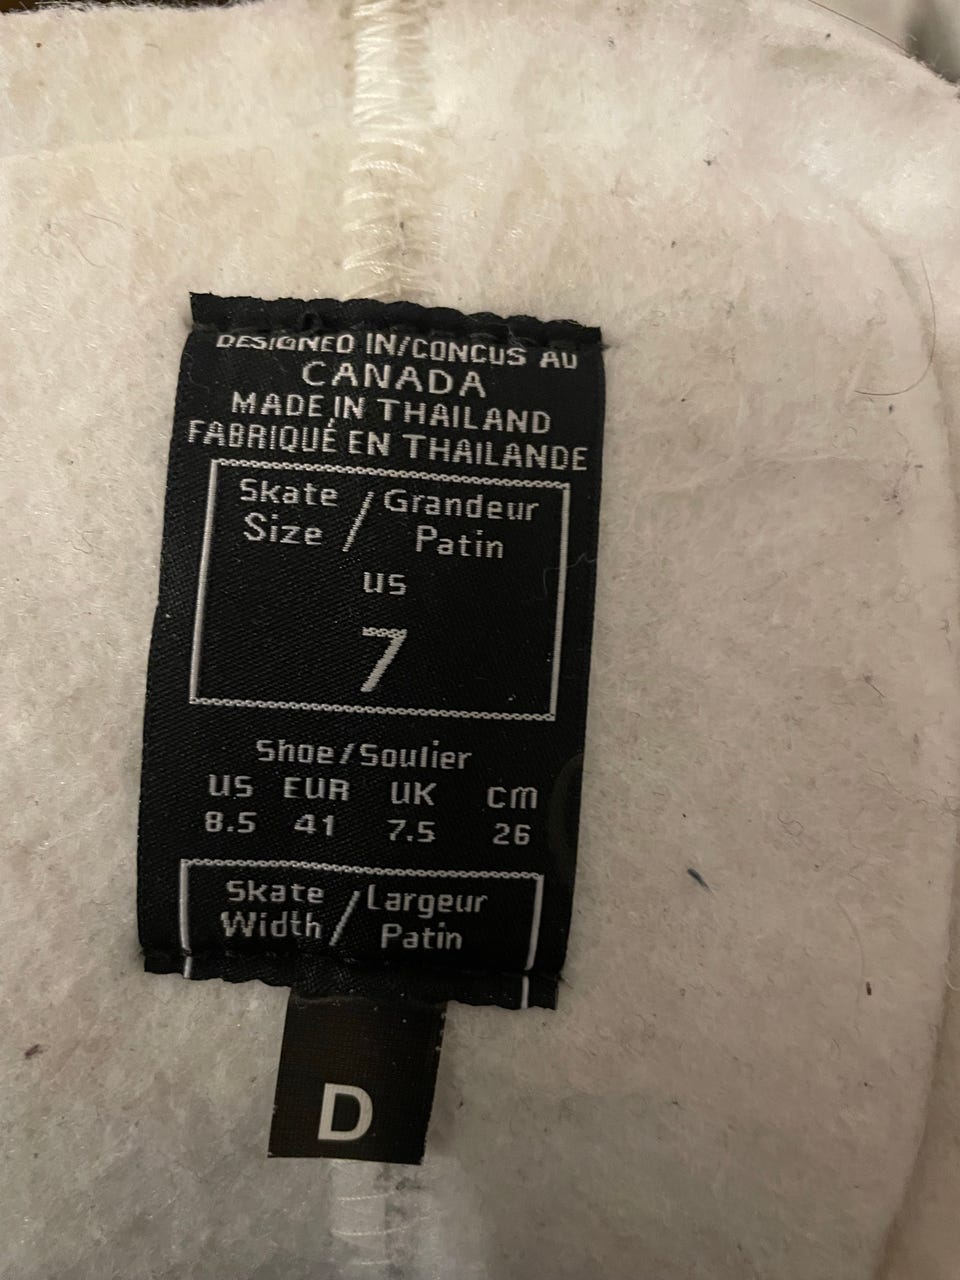 DESIGNED IN/CONCUS AU
CANADA
MADE IN THAILAND
FABRIQUÉ EN THAILANDE
Skate Size / Grandeur Patin
US
7
Shoe/Soulier
US EUR UK cm
8.5 41 7.5 26
Skate Width / Largeur Patin
D